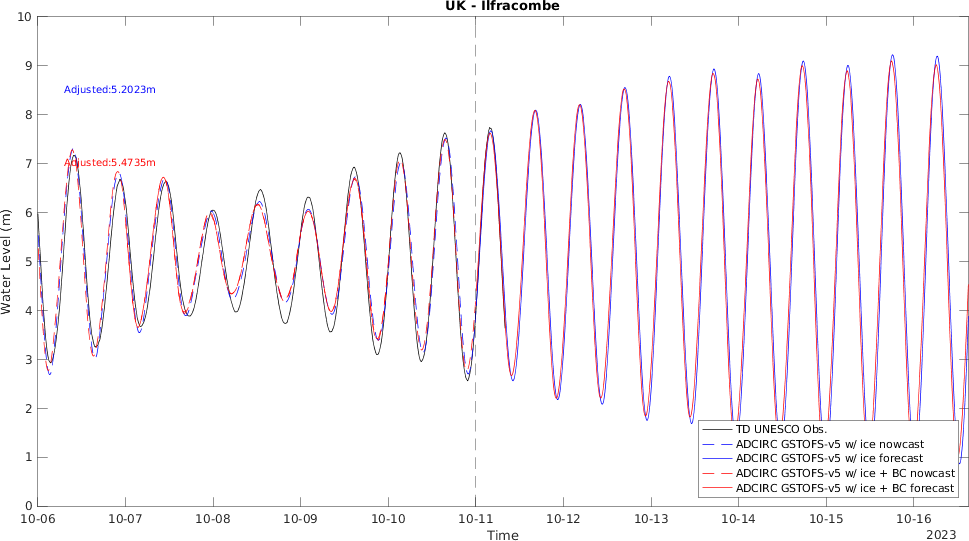 UK - Ilfracombe
10
9
8
7
6
5
4
3
2
1
0
Water Level (m)
Adjusted:5.2023m
Adjusted:5.4735m
TD UNESCO Obs.
ADCIRC GSTOFS-v5 w/ ice nowcast
ADCIRC GSTOFS-v5 w/ ice forecast
ADCIRC GSTOFS-v5 w/ ice + BC nowcast
ADCIRC GSTOFS-v5 w/ ice + BC forecast
10-06 10-07 10-08 10-09 10-10 10-11 10-12 10-13 10-14 10-15 10-16
Time
2023